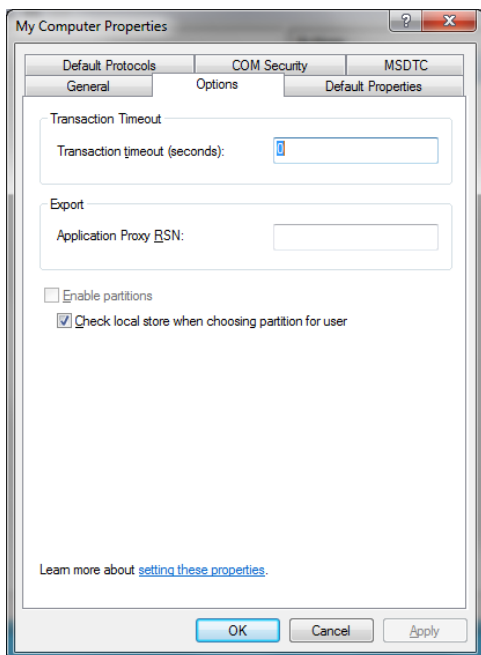 My Computer Properties
?
X
Default Protocols COM Security MSDTC
General Options Default Properties
Transaction Timeout
Transaction timeout (seconds): 0
Export
Application Proxy RSN:
Enable partitions
Check local store when choosing partition for user
Learn more about setting these properties.
OK Cancel Apply